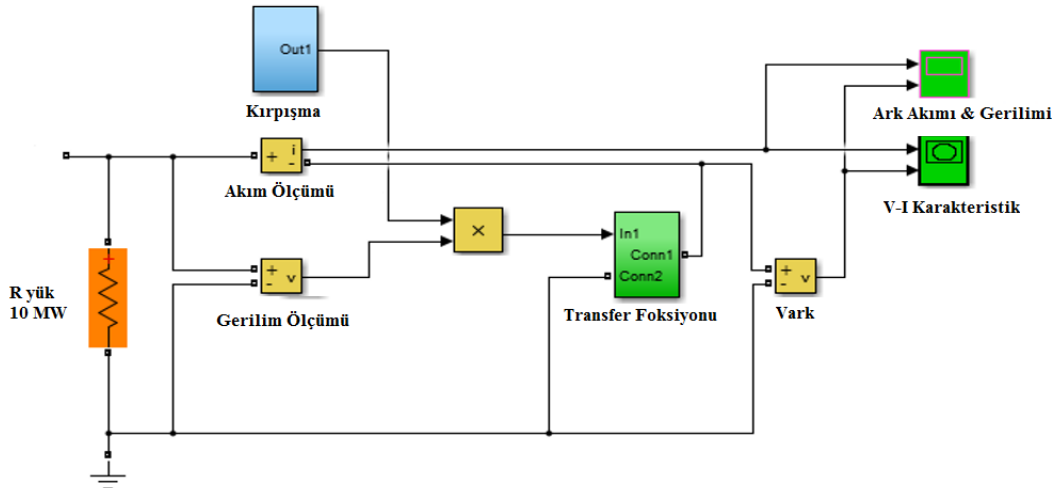 Out1
Kırpışma
Ark Akımı & Gerilimi
+ i
-
Akım Ölçümü
V-I Karakteristik
×
In1
Conn1
Conn2
+
- v
+
- v
+
R yük
10 MW
Gerilim Ölçümü
Transfer Foksiyonu
Vark